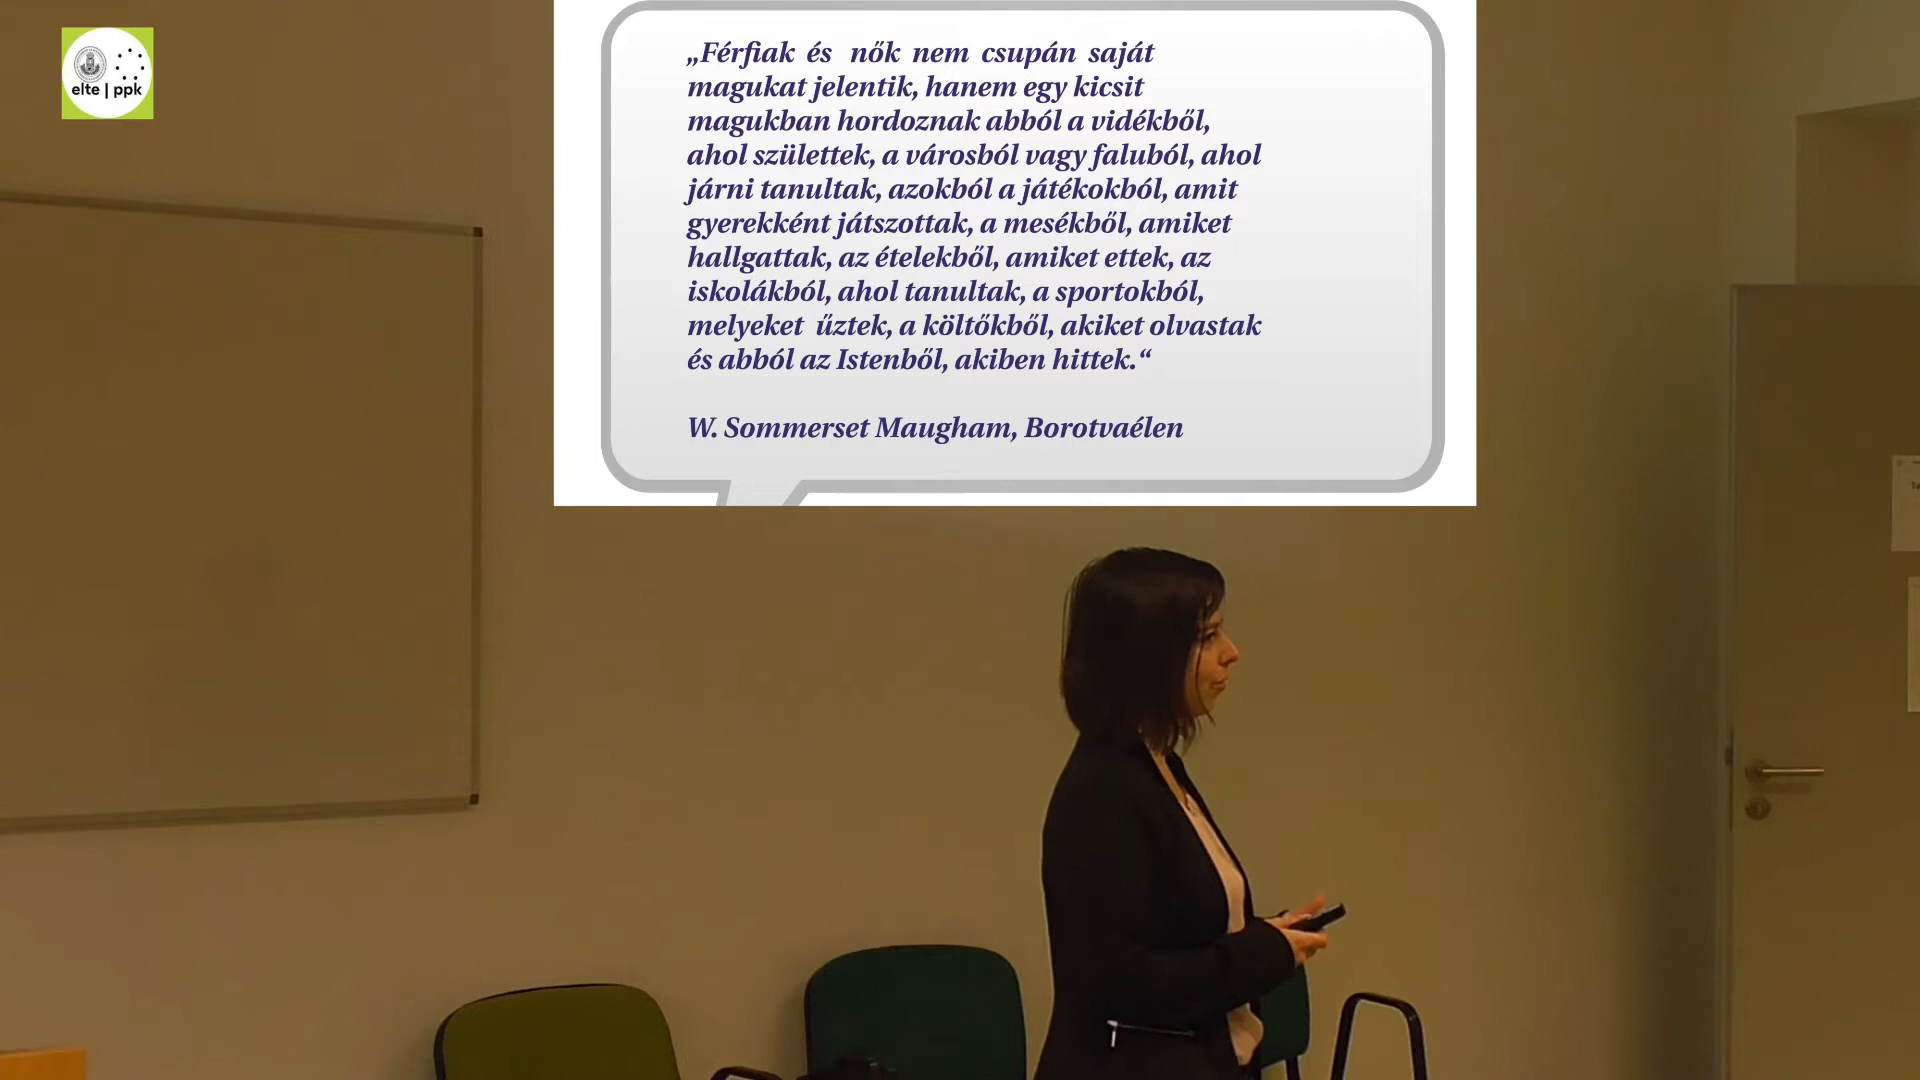 elte | ppk
„Férfiak és nők nem csupán saját
magukat jelentik, hanem egy kicsit
magukban hordoznak abból a vidékből,
ahol születtek, a városból vagy faluból, ahol
járni tanultak, azokból a játékokból, amit
gyerekként játszottak, a mesékből, amiket
hallgattak, az ételekből, amiket ettek, az
iskolákból, ahol tanultak, a sportokból,
melyeket űztek, a költőkből, akiket olvastak
és abból az Istenből, akiben hittek.“
W. Sommerset Maugham, Borotvaélen